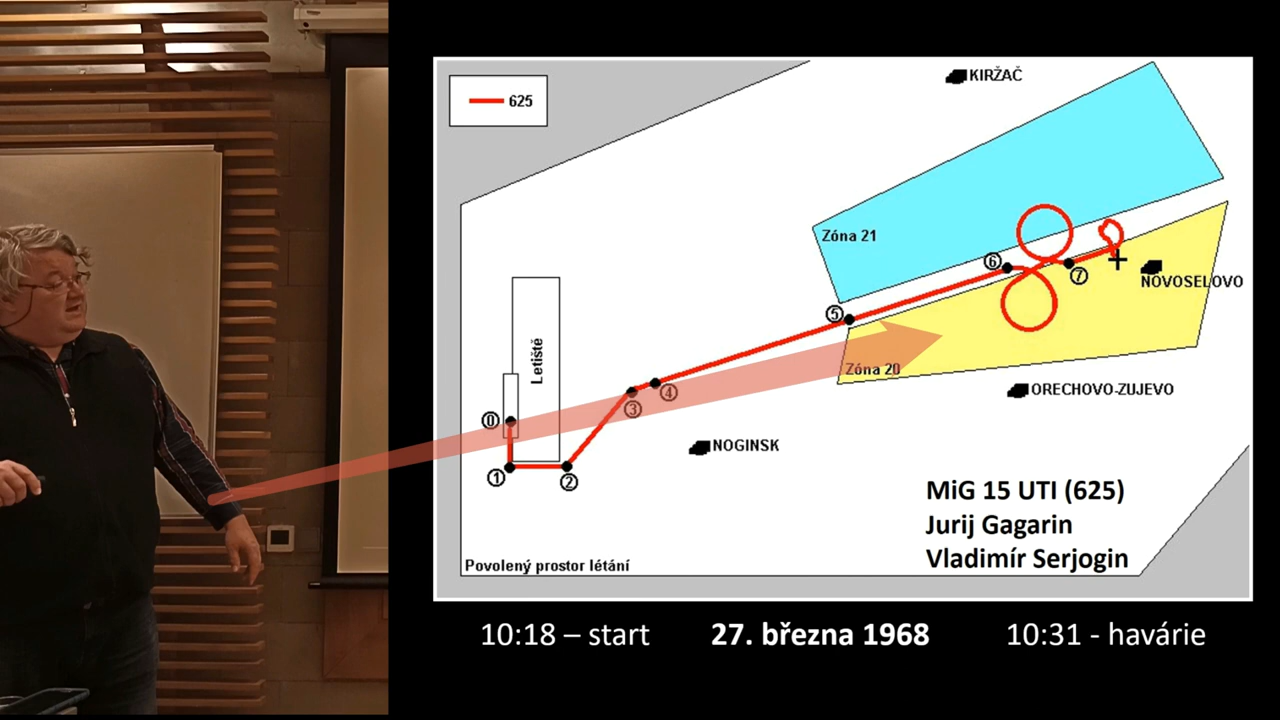 625
KIRŽAČ
Zóna 21
⑥
⑦
NOVOSELOVO
⑤
Letiště
Zóna 20
④
③
ORECHOVO-ZUJEVO
⓪
NOGINSK
①
②
MiG 15 UTI (625)
Jurij Gagarin
Vladimír Serjogin
Povolený prostor létání
10:18 – start
27. března 1968
10:31 - havárie